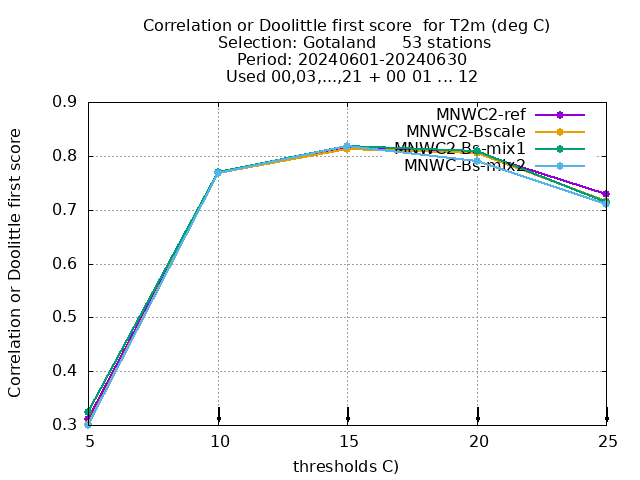 Correlation or Doolittle first score  for T2m (deg C)
Selection: Gotaland     53 stations
Period: 20240601-20240630
Used 00,03,...,21 + 00 01 ... 12
MNWC2-ref
MNWC2-Bscale
MNWC2-Bs-mix1
MNWC-Bs-mix2
Correlation or Doolittle first score
0.9
0.8
0.7
0.6
0.5
0.4
0.3
5 10 15 20 25
thresholds C)